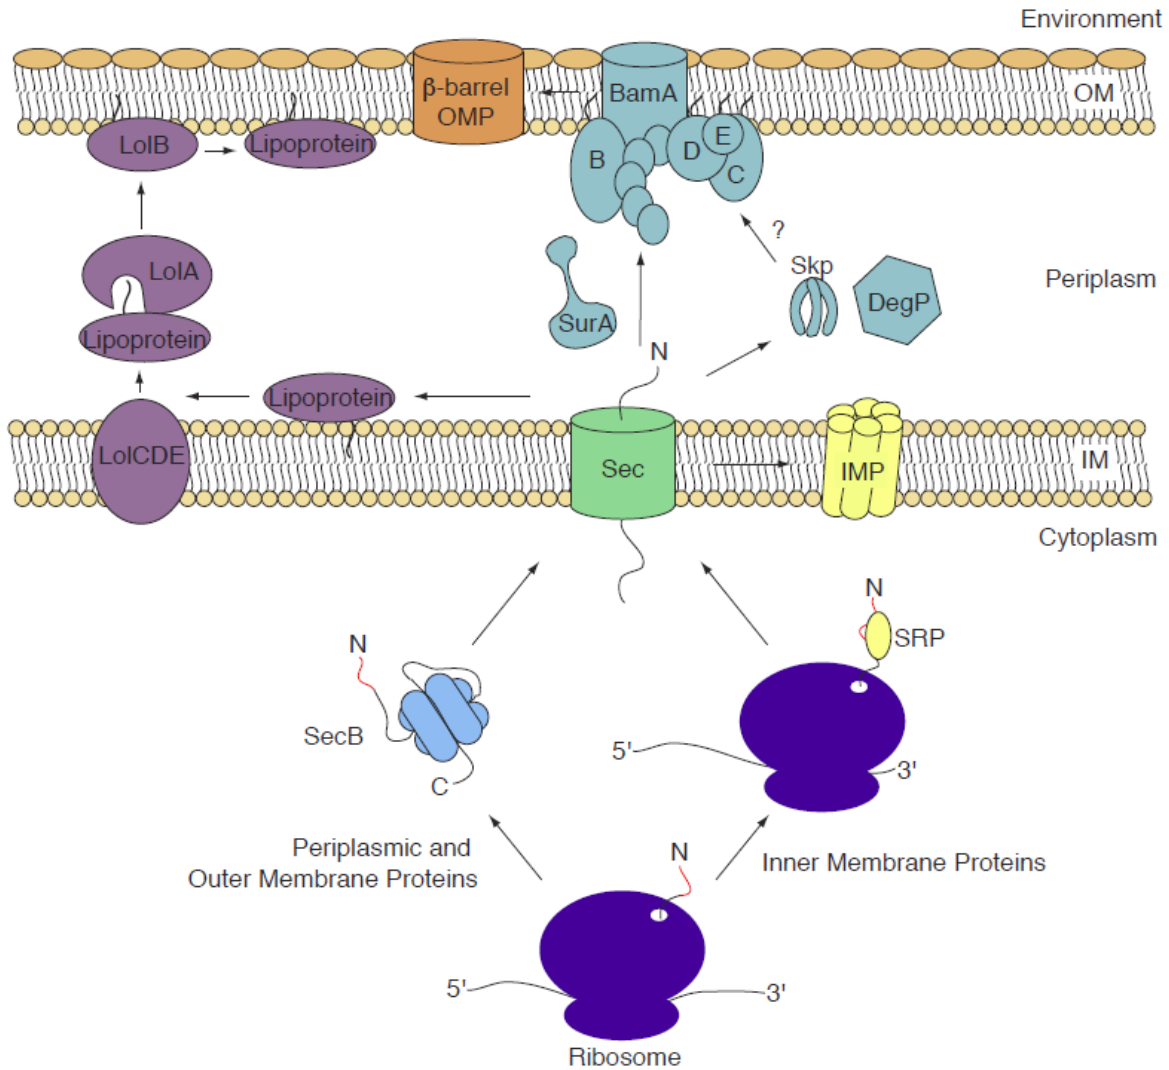 Environment
β-barrel
OMP
BamA
OM
LolB
Lipoprotein
B
D
E
C
?
LolA
Skp
Periplasm
DegP
SurA
Lipoprotein
N
Lipoprotein
LolCDE
Sec
IMP
IM
Cytoplasm
N
SRP
N
SecB
5'
3'
C
Periplasmic and
Outer Membrane Proteins
N
Inner Membrane Proteins
5'
3'
Ribosome